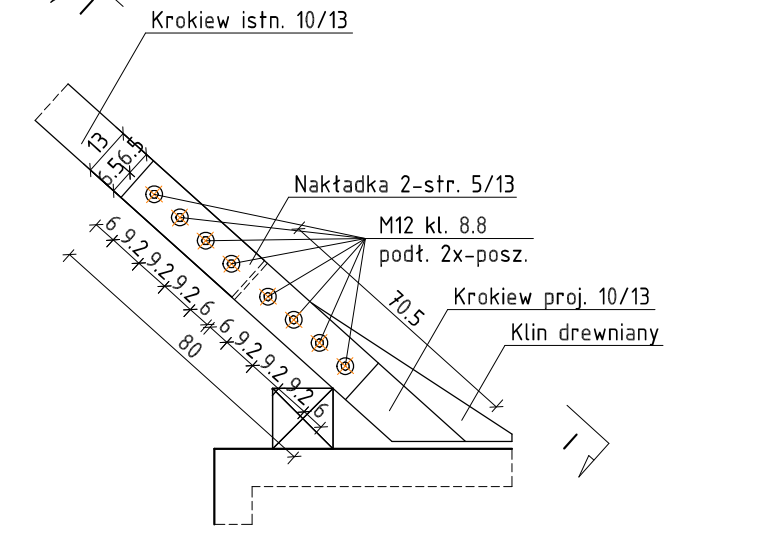 Krokiew istn. 10/13
13
6.5
6.5
Nakładka 2-str. 5/13
M12 kl. 8.8
podł. 2x-posz.
6 9.2 9.2 9.2 6 6 9.2 9.2 9.2 6
70.5
Krokiew proj. 10/13
Klin drewniany
80
I